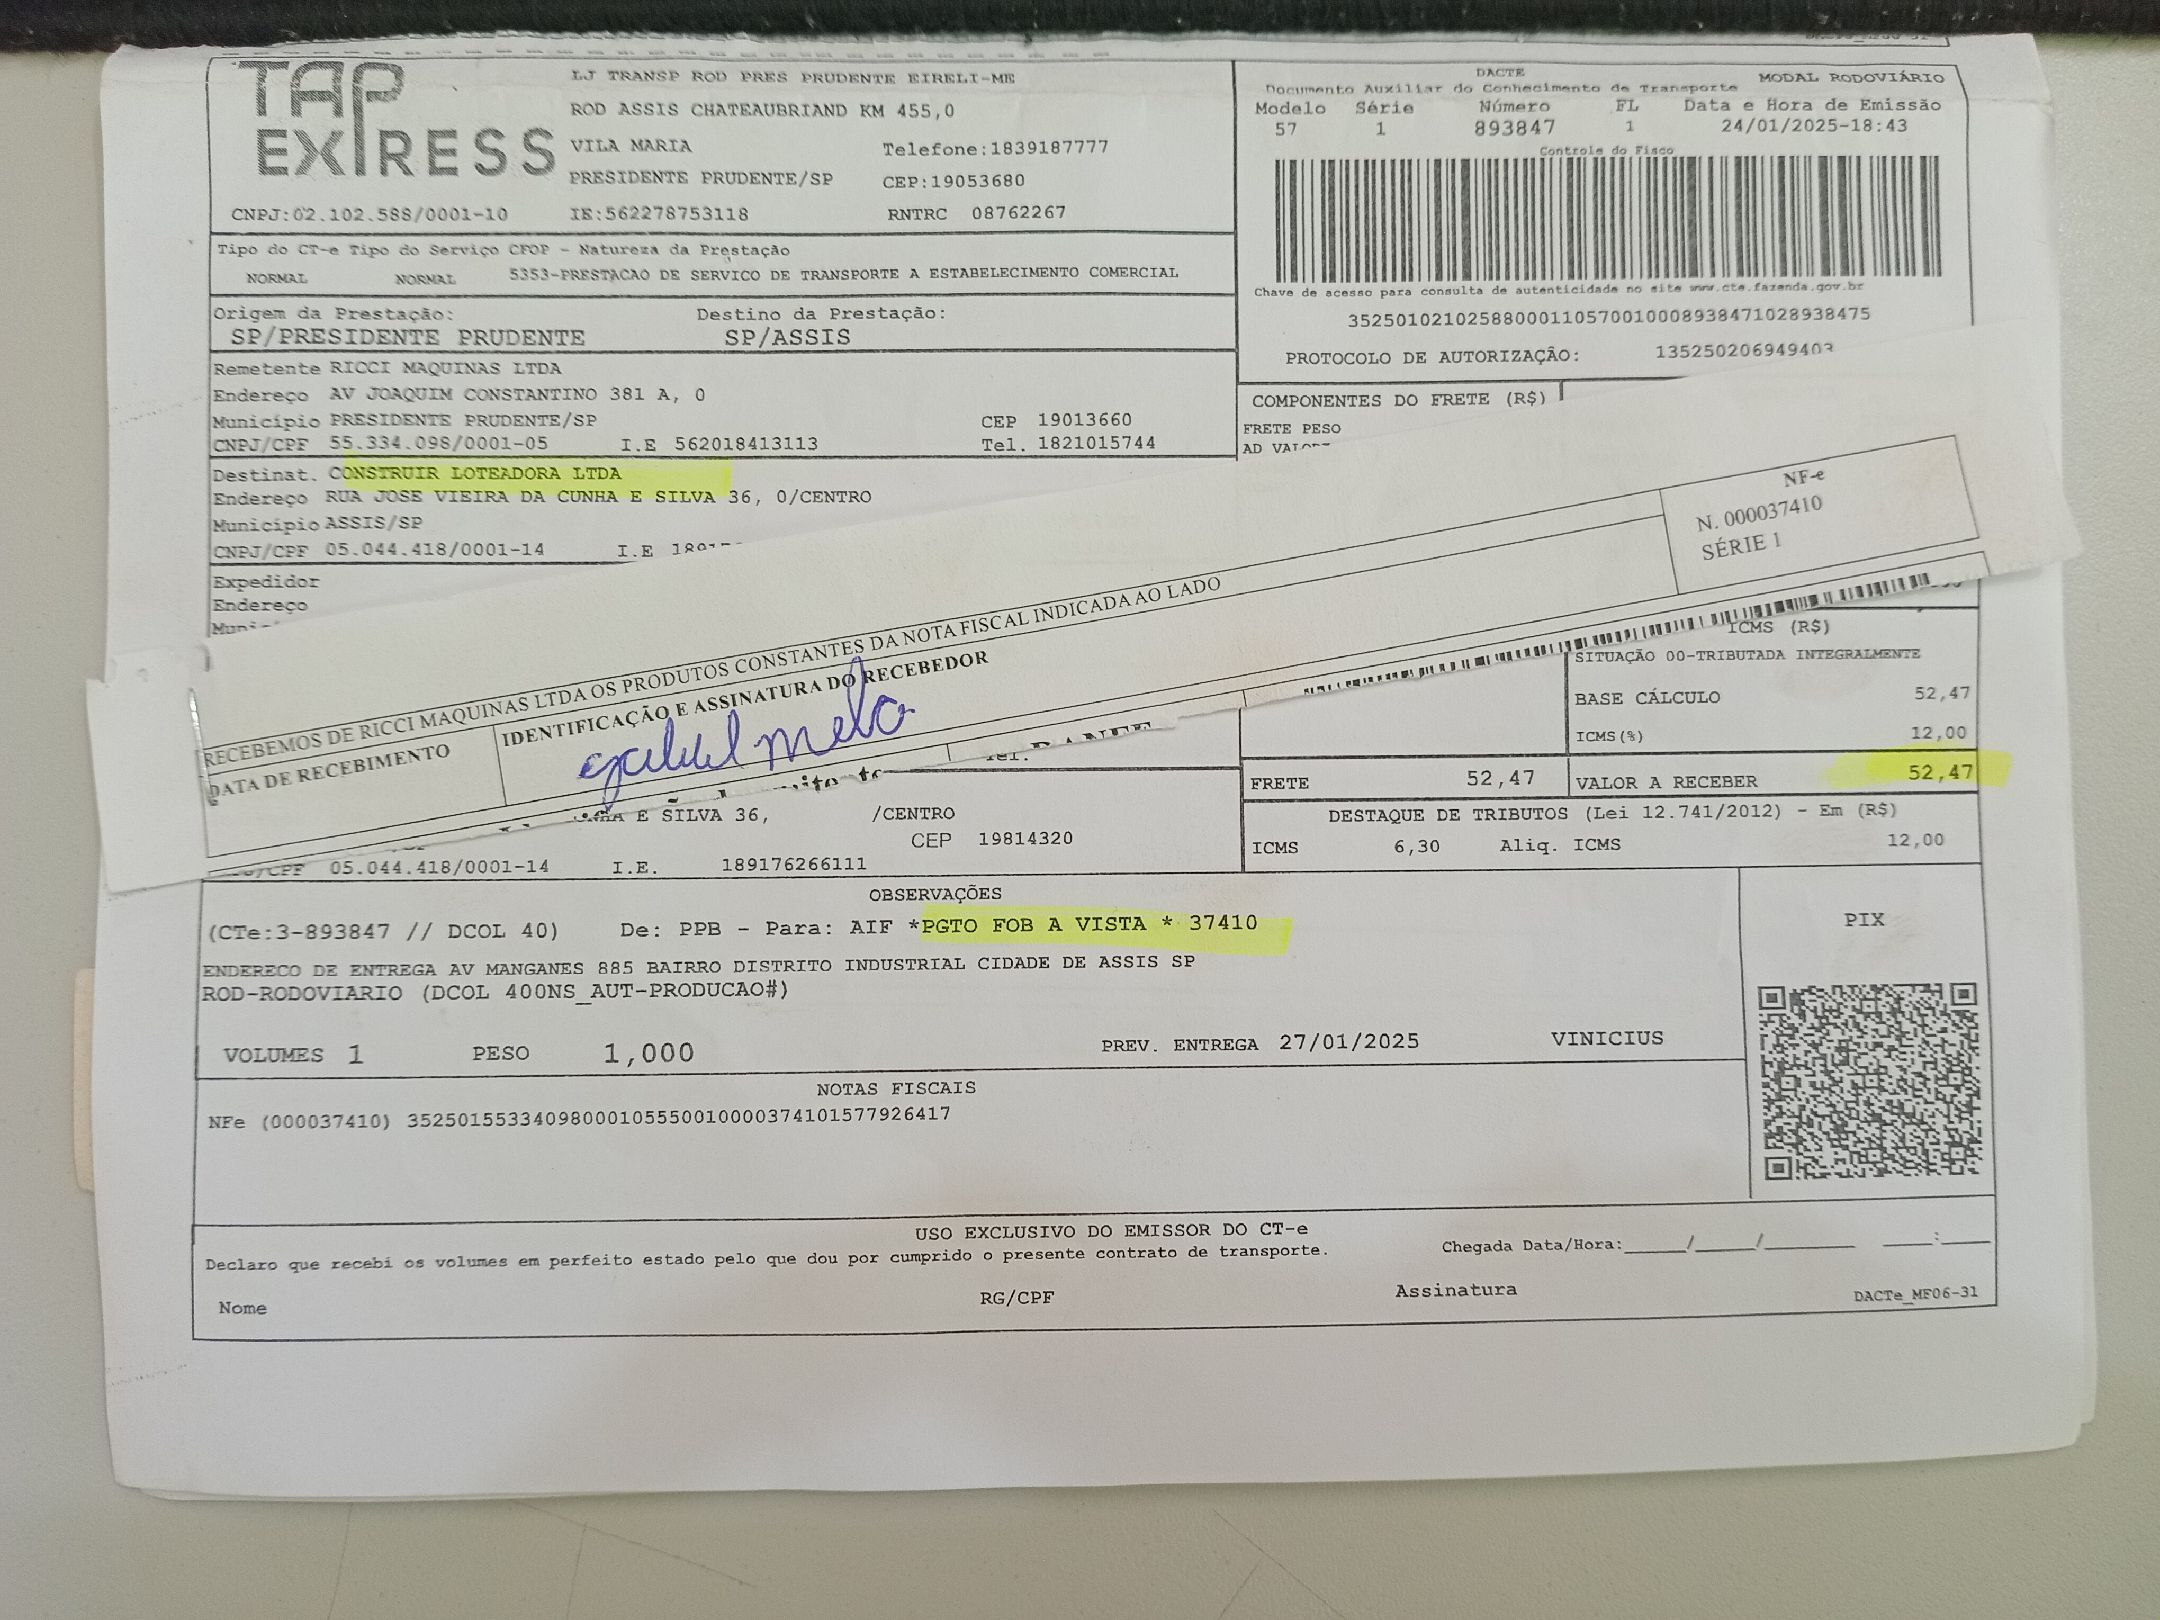 TAP EXPRESS
LJ TRANSP ROD PRES PRUDENTE EIRELI-ME
ROD ASSIS CHATEAUBRIAND KM 455,0
VILA MARIA Telefone:1839187777
PRESIDENTE PRUDENTE/SP CEP:19053680
CNPJ:02.102.588/0001-10 IE:562278753118 RNTRC 08762267
DACTE MODAL RODOVIÁRIO
Documento Auxiliar do Conhecimento de Transporte
Modelo Série Número FL Data e Hora de Emissão
57 1 893847 1 24/01/2025-18:43
Controle do Fisco
Chave de acesso para consulta de autenticidade no site www.cte.fazenda.gov.br
35250102102588000110570010008938471028938475
PROTOCOLO DE AUTORIZAÇÃO: 135250206949403
Tipo do CT-e Tipo do Serviço CFOP - Natureza da Prestação
NORMAL NORMAL 5353-PRESTACAO DE SERVICO DE TRANSPORTE A ESTABELECIMENTO COMERCIAL
Origem da Prestação: Destino da Prestação:
SP/PRESIDENTE PRUDENTE SP/ASSIS
Remetente RICCI MAQUINAS LTDA
Endereço AV JOAQUIM CONSTANTINO 381 A, 0
Município PRESIDENTE PRUDENTE/SP CEP 19013660
CNPJ/CPF 55.334.098/0001-05 I.E 562018413113 Tel. 1821015744
COMPONENTES DO FRETE (R$)
FRETE PESO
AD
Destinat. CONSTRUIR LOTEADORA LTDA
Endereço RUA JOSE VIEIRA DA CUNHA E SILVA 36, 0/CENTRO
Município ASSIS/SP
CNPJ/CPF 05.044.418/0001-14 I.E
Expedidor
Endereço
NF-e
N. 000037410
SÉRIE 1
RECEBEMOS DE RICCI MAQUINAS LTDA OS PRODUTOS CONSTANTES DA NOTA FISCAL INDICADA AO LADO
DATA DE RECEBIMENTO IDENTIFICAÇÃO E ASSINATURA DO RECEBEDOR
gabriel melo
ICMS (R$)
SITUAÇÃO 00-TRIBUTADA INTEGRALMENTE
BASE CÁLCULO 52,47
ICMS(%) 12,00
FRETE 52,47 VALOR A RECEBER 52,47
DESTAQUE DE TRIBUTOS (Lei 12.741/2012) - Em (R$)
ICMS 6,30 Aliq. ICMS 12,00
E SILVA 36, /CENTRO
CEP 19814320
05.044.418/0001-14 I.E. 189176266111
OBSERVAÇÕES
(CTe:3-893847 // DCOL 40) De: PPB - Para: AIF *PGTO FOB A VISTA * 37410
ENDERECO DE ENTREGA AV MANGANES 885 BAIRRO DISTRITO INDUSTRIAL CIDADE DE ASSIS SP
ROD-RODOVIARIO (DCOL 400NS_AUT-PRODUCAO#)
VOLUMES 1 PESO 1,000 PREV. ENTREGA 27/01/2025 VINICIUS
PIX
NOTAS FISCAIS
NFe (000037410) 35250155334098000105550010000374101577926417
USO EXCLUSIVO DO EMISSOR DO CT-e
Declaro que recebi os volumes em perfeito estado pelo que dou por cumprido o presente contrato de transporte. Chegada Data/Hora:_____/_____/_________ _____:_____
Nome RG/CPF Assinatura DACTe_MF06-31